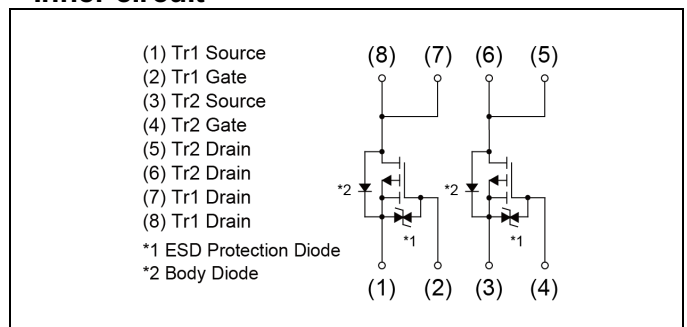 (1) Tr1 Source
(2) Tr1 Gate
(3) Tr2 Source
(4) Tr2 Gate
(5) Tr2 Drain
(6) Tr2 Drain
(7) Tr1 Drain
(8) Tr1 Drain
*1 ESD Protection Diode
*2 Body Diode
(8) (7) (6) (5)
*2 *2
*1 *1
(1) (2) (3) (4)